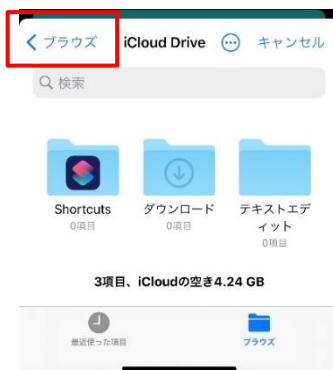 ブラウズ iCloud Drive キャンセル
検索
Shortcuts ダウンロード テキストエデ
ィット
0項目 0項目
0項目
3項目、iCloudの空き4.24 GB
最近使った項目 ブラウズ